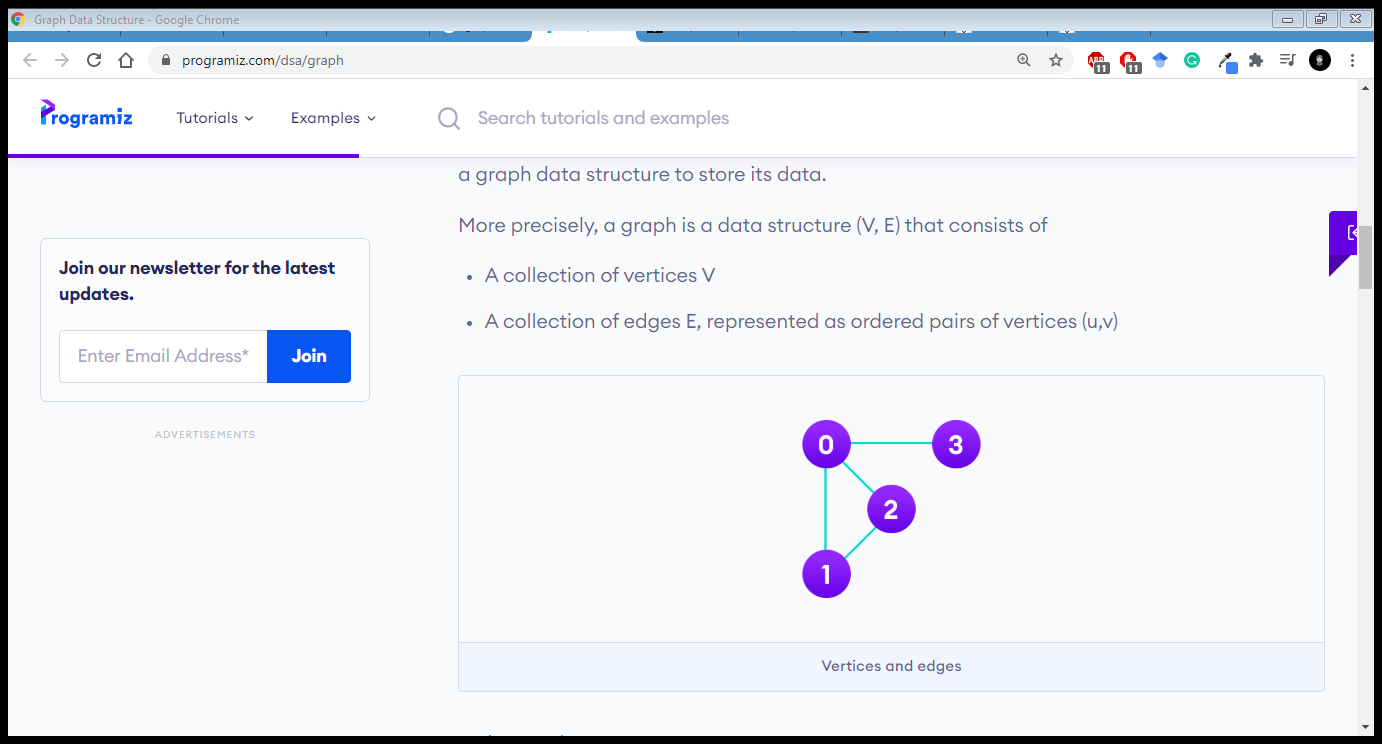 Graph Data Structure - Google Chrome
programiz.com/dsa/graph
ABP
11
11
Programiz
Tutorials
Examples
Search tutorials and examples
a graph data structure to store its data.
More precisely, a graph is a data structure (V, E) that consists of
• A collection of vertices V
• A collection of edges E, represented as ordered pairs of vertices (u,v)
Join our newsletter for the latest
updates.
Enter Email Address*
Join
ADVERTISEMENTS
0
3
2
1
Vertices and edges